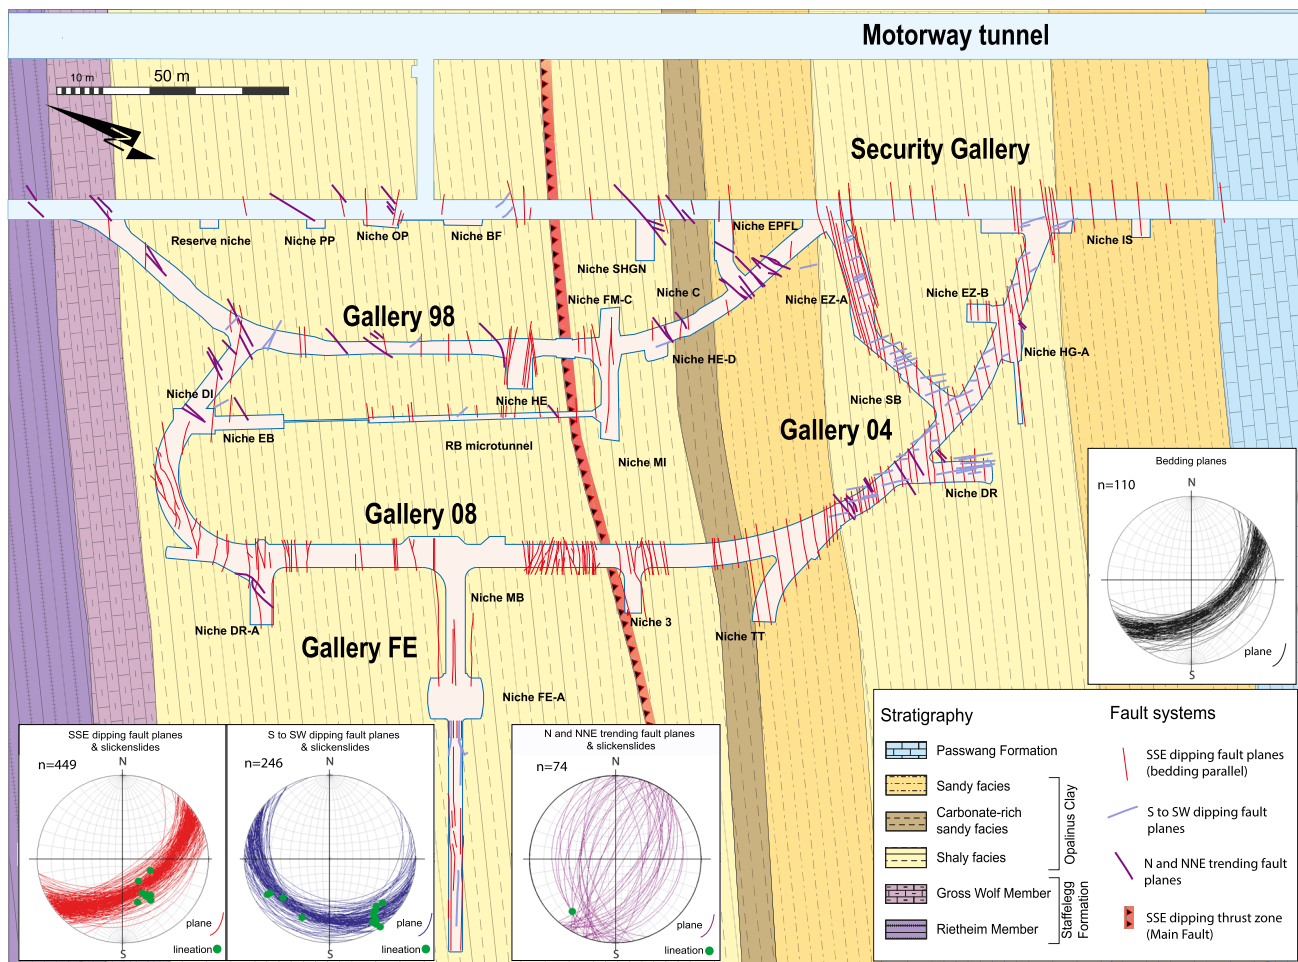 Motorway tunnel
10 m
50 m
N
Security Gallery
Reserve niche
Niche PP
Niche OP
Niche BF
Niche EPFL
Niche IS
Niche SHGN
Niche C
Niche FM-C
Niche EZ-A
Niche EZ-B
Gallery 98
Niche HE-D
Niche HG-A
Niche DI
Niche HE
Niche SB
Niche EB
RB microtunnel
Gallery 04
Niche MI
Niche DR
Gallery 08
Niche MB
Niche DR-A
Niche 3
Niche TT
Gallery FE
Niche FE-A
Bedding planes
n=110
N
plane
S
SSE dipping fault planes
& slickenslides
n=449
N
plane
lineation
S
S to SW dipping fault planes
& slickenslides
n=246
N
plane
lineation
S
N and NNE trending fault planes
& slickenslides
n=74
N
plane
lineation
S
Stratigraphy
Passwang Formation
Sandy facies
Carbonate-rich
sandy facies
Shaly facies
Opalinus Clay
Gross Wolf Member
Rietheim Member
Staffelegg
Formation
Fault systems
SSE dipping fault planes
(bedding parallel)
S to SW dipping fault
planes
N and NNE trending fault
planes
SSE dipping thrust zone
(Main Fault)